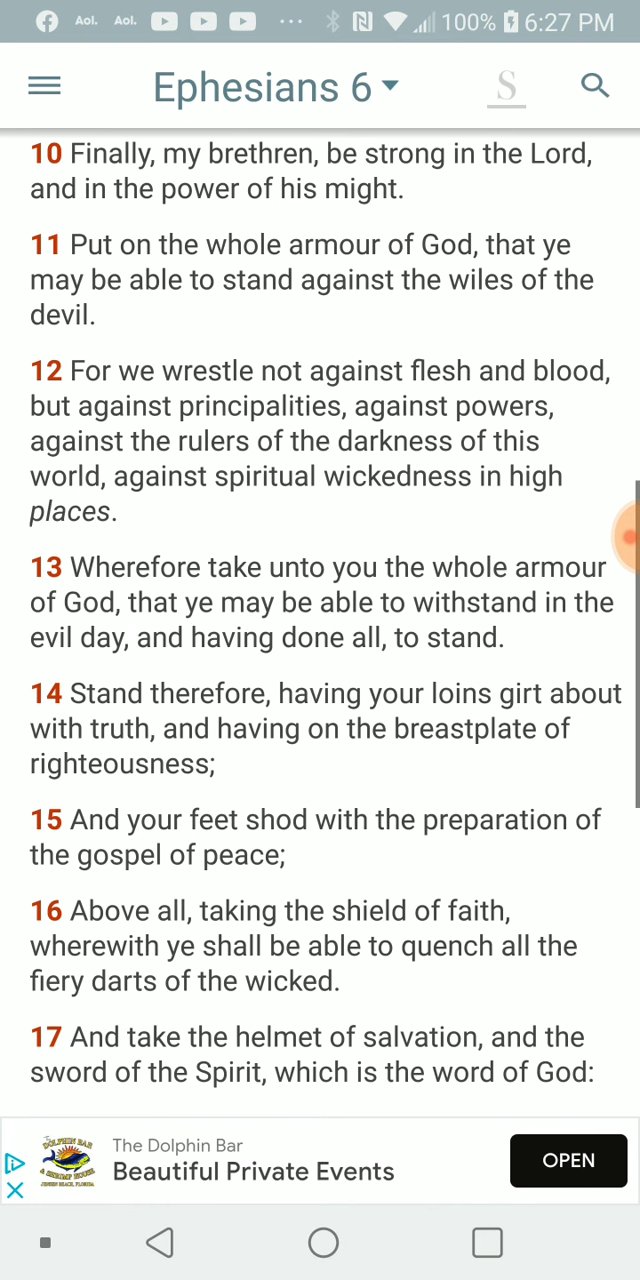 Aol. Aol. ... 100% 6:27 PM
Ephesians 6 S
10 Finally, my brethren, be strong in the Lord,
and in the power of his might.
11 Put on the whole armour of God, that ye
may be able to stand against the wiles of the
devil.
12 For we wrestle not against flesh and blood,
but against principalities, against powers,
against the rulers of the darkness of this
world, against spiritual wickedness in high
places.
13 Wherefore take unto you the whole armour
of God, that ye may be able to withstand in the
evil day, and having done all, to stand.
14 Stand therefore, having your loins girt about
with truth, and having on the breastplate of
righteousness;
15 And your feet shod with the preparation of
the gospel of peace;
16 Above all, taking the shield of faith,
wherewith ye shall be able to quench all the
fiery darts of the wicked.
17 And take the helmet of salvation, and the
sword of the Spirit, which is the word of God:
The Dolphin Bar
Beautiful Private Events
OPEN
DOLPHIN BAR
& SHRIMP HOUSE
JENSEN BEACH, FLORIDA